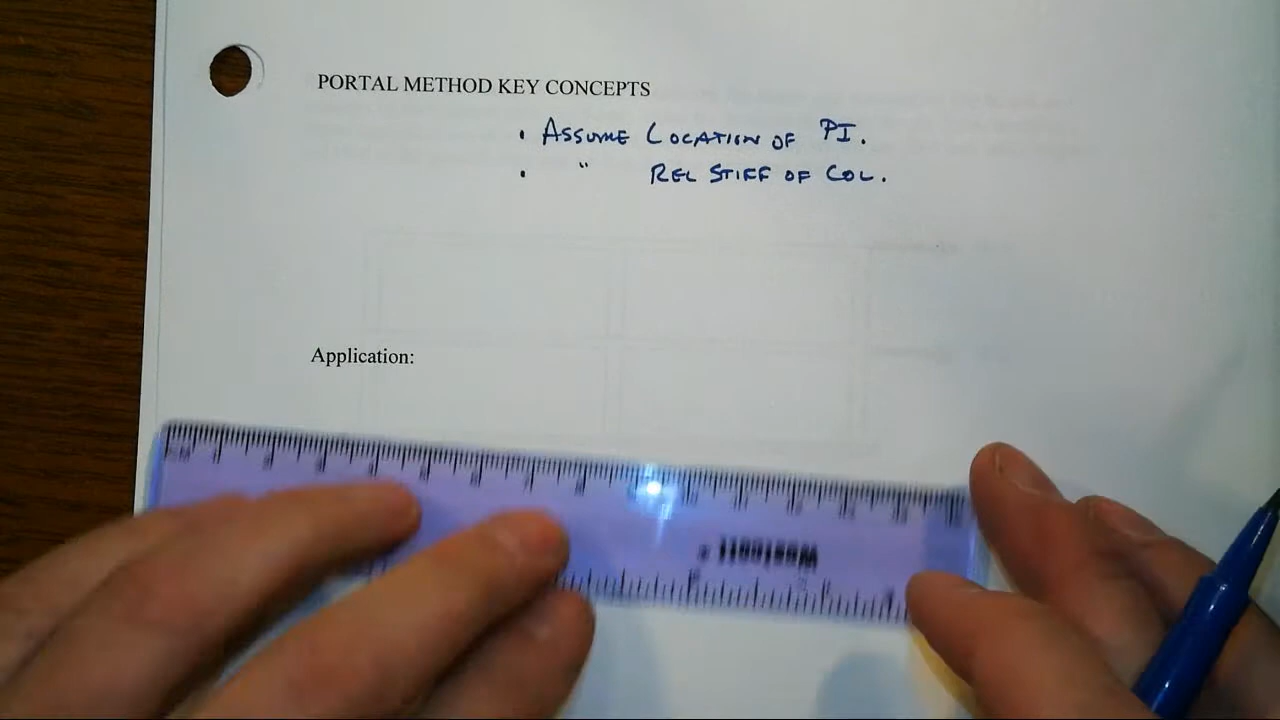 PORTAL METHOD KEY CONCEPTS
• ASSUME LOCATION OF PI.
• " REL STIFF OF COL.
Application: